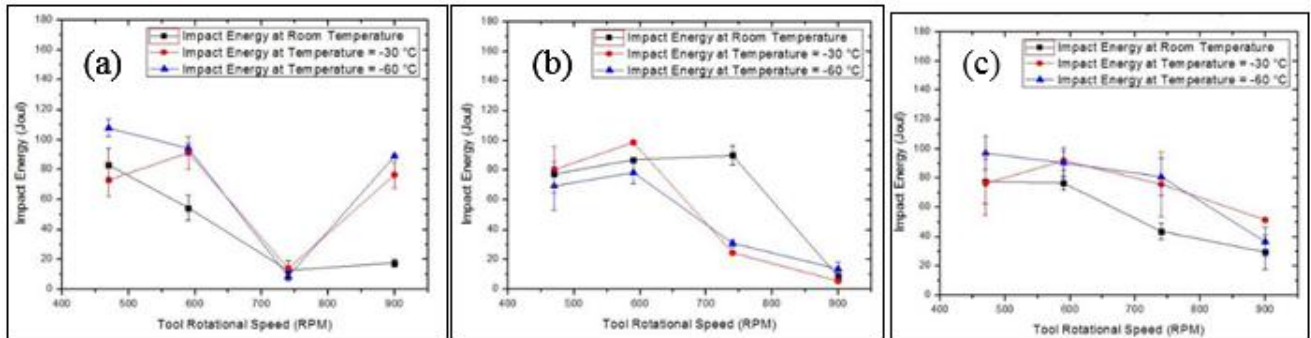 (a)
Impact Energy at Room Temperature
Impact Energy at Temperature = -30 °C
Impact Energy at Temperature = -60 °C
Impact Energy (Joul)
180
160
140
120
100
80
60
40
20
0
400 500 600 700 800 900
Tool Rotational Speed (RPM)
(b)
Impact Energy at Room Temperature
Impact Energy at Temperature = -30 °C
Impact Energy at Temperature = -60 °C
Impact Energy (Joul)
180
160
140
120
100
80
60
40
20
0
400 500 600 700 800 900
Tool Rotational Speed (RPM)
(c)
Impact Energy at Room Temperature
Impact Energy at Temperature = -30 °C
Impact Energy at Temperature = -60 °C
Impact Energy (Joul)
180
160
140
120
100
80
60
40
20
0
400 500 600 700 800 900
Tool Rotational Speed (RPM)